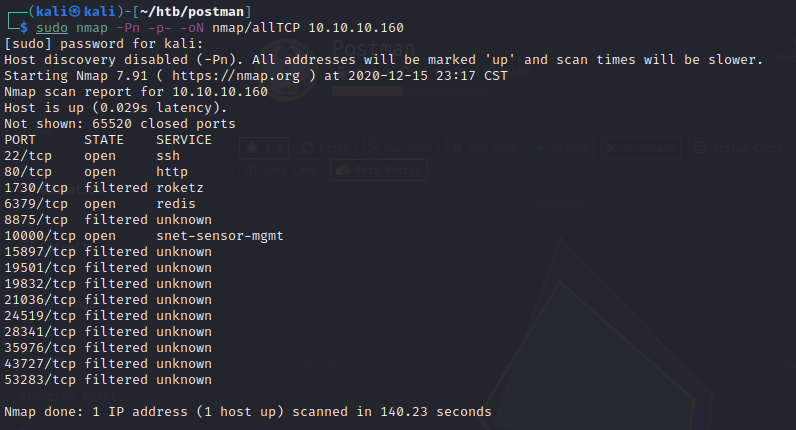 ┌──(kali㉿kali)-[~/htb/postman]
└─$ sudo nmap -Pn -p- -oN nmap/allTCP 10.10.10.160
[sudo] password for kali:
Host discovery disabled (-Pn). All addresses will be marked 'up' and scan times will be slower.
Starting Nmap 7.91 ( https://nmap.org ) at 2020-12-15 23:17 CST
Nmap scan report for 10.10.10.160
Host is up (0.029s latency).
Not shown: 65520 closed ports
PORT      STATE    SERVICE
22/tcp    open     ssh
80/tcp    open     http
1730/tcp  filtered roketz
6379/tcp  open     redis
8875/tcp  filtered unknown
10000/tcp open     snet-sensor-mgmt
15897/tcp filtered unknown
19501/tcp filtered unknown
19832/tcp filtered unknown
21036/tcp filtered unknown
24519/tcp filtered unknown
28341/tcp filtered unknown
35976/tcp filtered unknown
43727/tcp filtered unknown
53283/tcp filtered unknown
Nmap done: 1 IP address (1 host up) scanned in 140.23 seconds
Postman